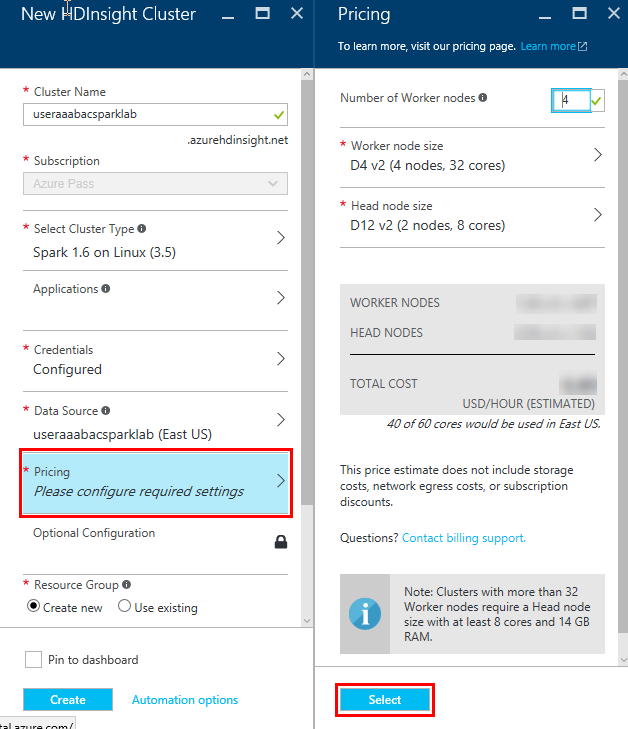 New HDInsight Cluster
* Cluster Name
useraaabacsparklab
.azurehdinsight.net
* Subscription
Azure Pass
* Select Cluster Type
Spark 1.6 on Linux (3.5)
Applications
* Credentials
Configured
* Data Source
useraaabacsparklab (East US)
* Pricing
Please configure required settings
Optional Configuration
* Resource Group
Create new Use existing
Pin to dashboard
Create Automation options
tal.azure.com/
Pricing
To learn more, visit our pricing page. Learn more
Number of Worker nodes 4
* Worker node size
D4 v2 (4 nodes, 32 cores)
* Head node size
D12 v2 (2 nodes, 8 cores)
WORKER NODES
HEAD NODES
TOTAL COST
USD/HOUR (ESTIMATED)
40 of 60 cores would be used in East US.
This price estimate does not include storage
costs, network egress costs, or subscription
discounts.
Questions? Contact billing support.
Note: Clusters with more than 32
Worker nodes require a Head node
size with at least 8 cores and 14 GB
RAM.
Select